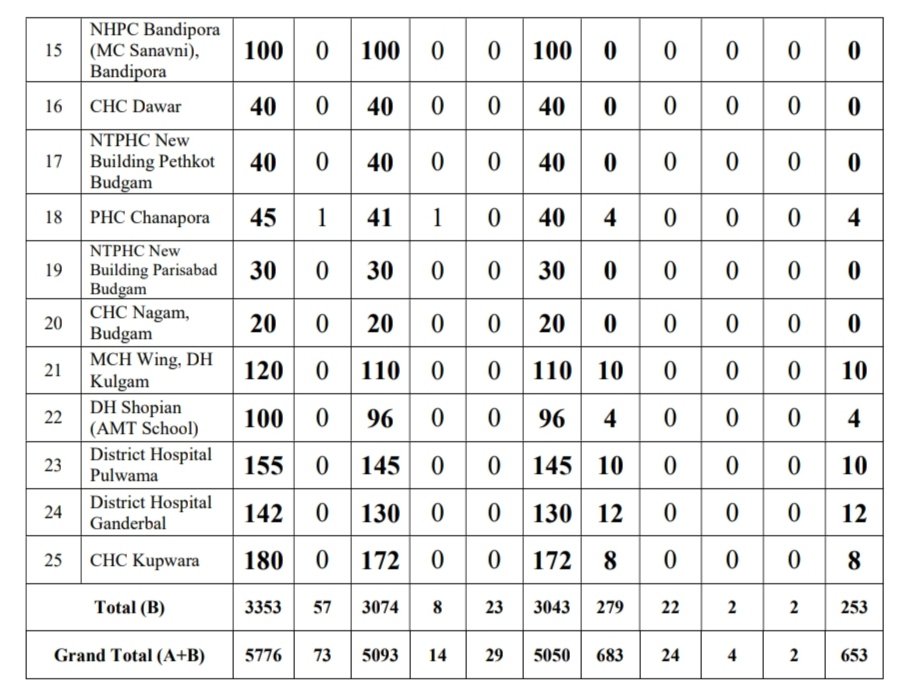 15 NHPC Bandipora (MC Sanavni), Bandipora 100 0 100 0 0 100 0 0 0 0 0
16 CHC Dawar 40 0 40 0 0 40 0 0 0 0 0
17 NTPHC New Building Pethkot Budgam 40 0 40 0 0 40 0 0 0 0 0
18 PHC Chanapora 45 1 41 1 0 40 4 0 0 0 4
19 NTPHC New Building Parisabad Budgam 30 0 30 0 0 30 0 0 0 0 0
20 CHC Nagam, Budgam 20 0 20 0 0 20 0 0 0 0 0
21 MCH Wing, DH Kulgam 120 0 110 0 0 110 10 0 0 0 10
22 DH Shopian (AMT School) 100 0 96 0 0 96 4 0 0 0 4
23 District Hospital Pulwama 155 0 145 0 0 145 10 0 0 0 10
24 District Hospital Ganderbal 142 0 130 0 0 130 12 0 0 0 12
25 CHC Kupwara 180 0 172 0 0 172 8 0 0 0 8
Total (B) 3353 57 3074 8 23 3043 279 22 2 2 253
Grand Total (A+B) 5776 73 5093 14 29 5050 683 24 4 2 653